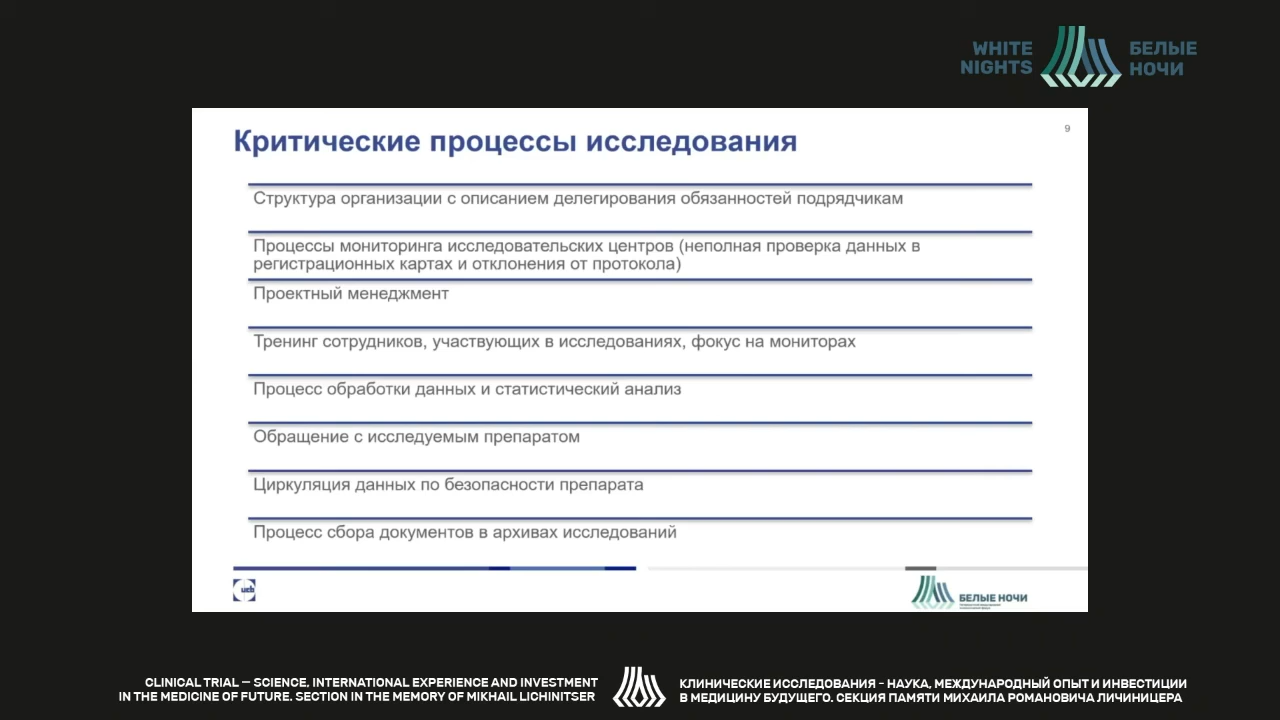 WHITE
NIGHTS
БЕЛЫЕ
НОЧИ
9
Критические процессы исследования
Структура организации с описанием делегирования обязанностей подрядчикам
Процессы мониторинга исследовательских центров (неполная проверка данных в
регистрационных картах и отклонения от протокола)
Проектный менеджмент
Тренинг сотрудников, участвующих в исследованиях, фокус на мониторах
Процесс обработки данных и статистический анализ
Обращение с исследуемым препаратом
Циркуляция данных по безопасности препарата
Процесс сбора документов в архивах исследований
ucb
БЕЛЫЕ НОЧИ
CLINICAL TRIAL — SCIENCE, INTERNATIONAL EXPERIENCE AND INVESTMENT
IN THE MEDICINE OF FUTURE. SECTION IN THE MEMORY OF MIKHAIL LICHINITSER
КЛИНИЧЕСКИЕ ИССЛЕДОВАНИЯ - НАУКА, МЕЖДУНАРОДНЫЙ ОПЫТ И ИНВЕСТИЦИИ
В МЕДИЦИНУ БУДУЩЕГО. СЕКЦИЯ ПАМЯТИ МИХАИЛА РОМАНОВИЧА ЛИЧИНИЦЕРА